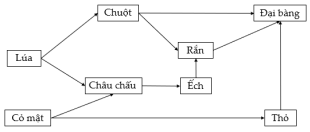 Chuột
Đại bàng
Rắn
Lúa
Châu chấu
Ếch
Cỏ mật
Thỏ